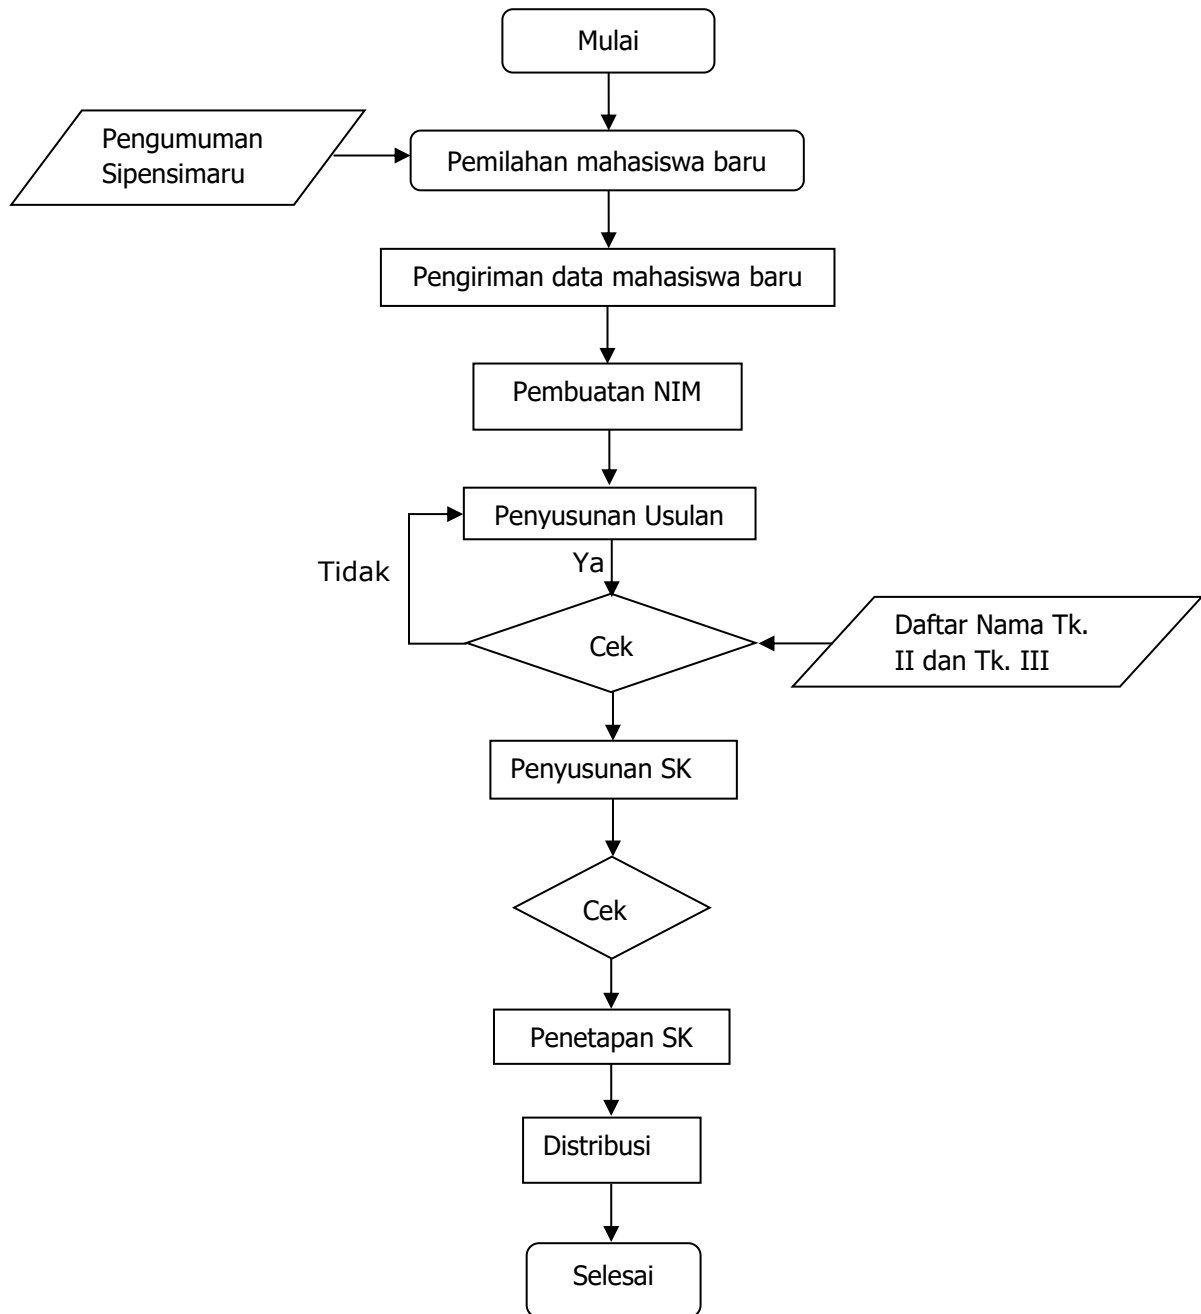 Mulai
Pengumuman
Sipensimaru
Pemilahan mahasiswa baru
Pengiriman data mahasiswa baru
Pembuatan NIM
Penyusunan Usulan
Tidak
Ya
Cek
Daftar Nama Tk.
II dan Tk. III
Penyusunan SK
Cek
Penetapan SK
Distribusi
Selesai